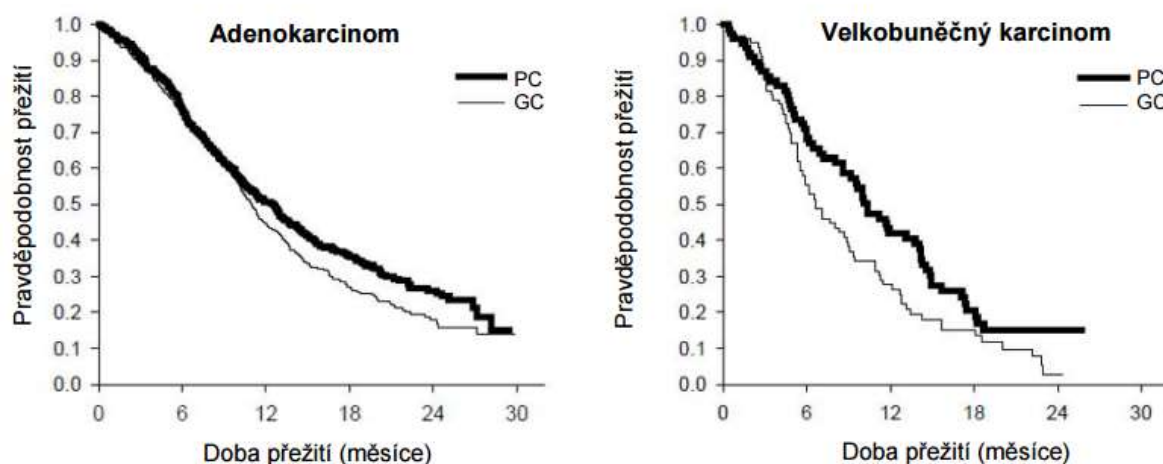 Adenokarcinom
PC
GC
Pravděpodobnost přežití
1.0
0.9
0.8
0.7
0.6
0.5
0.4
0.3
0.2
0.1
0.0
0 6 12 18 24 30
Doba přežití (měsíce)
Velkobuněčný karcinom
PC
GC
Pravděpodobnost přežití
1.0
0.9
0.8
0.7
0.6
0.5
0.4
0.3
0.2
0.1
0.0
0 6 12 18 24 30
Doba přežití (měsíce)